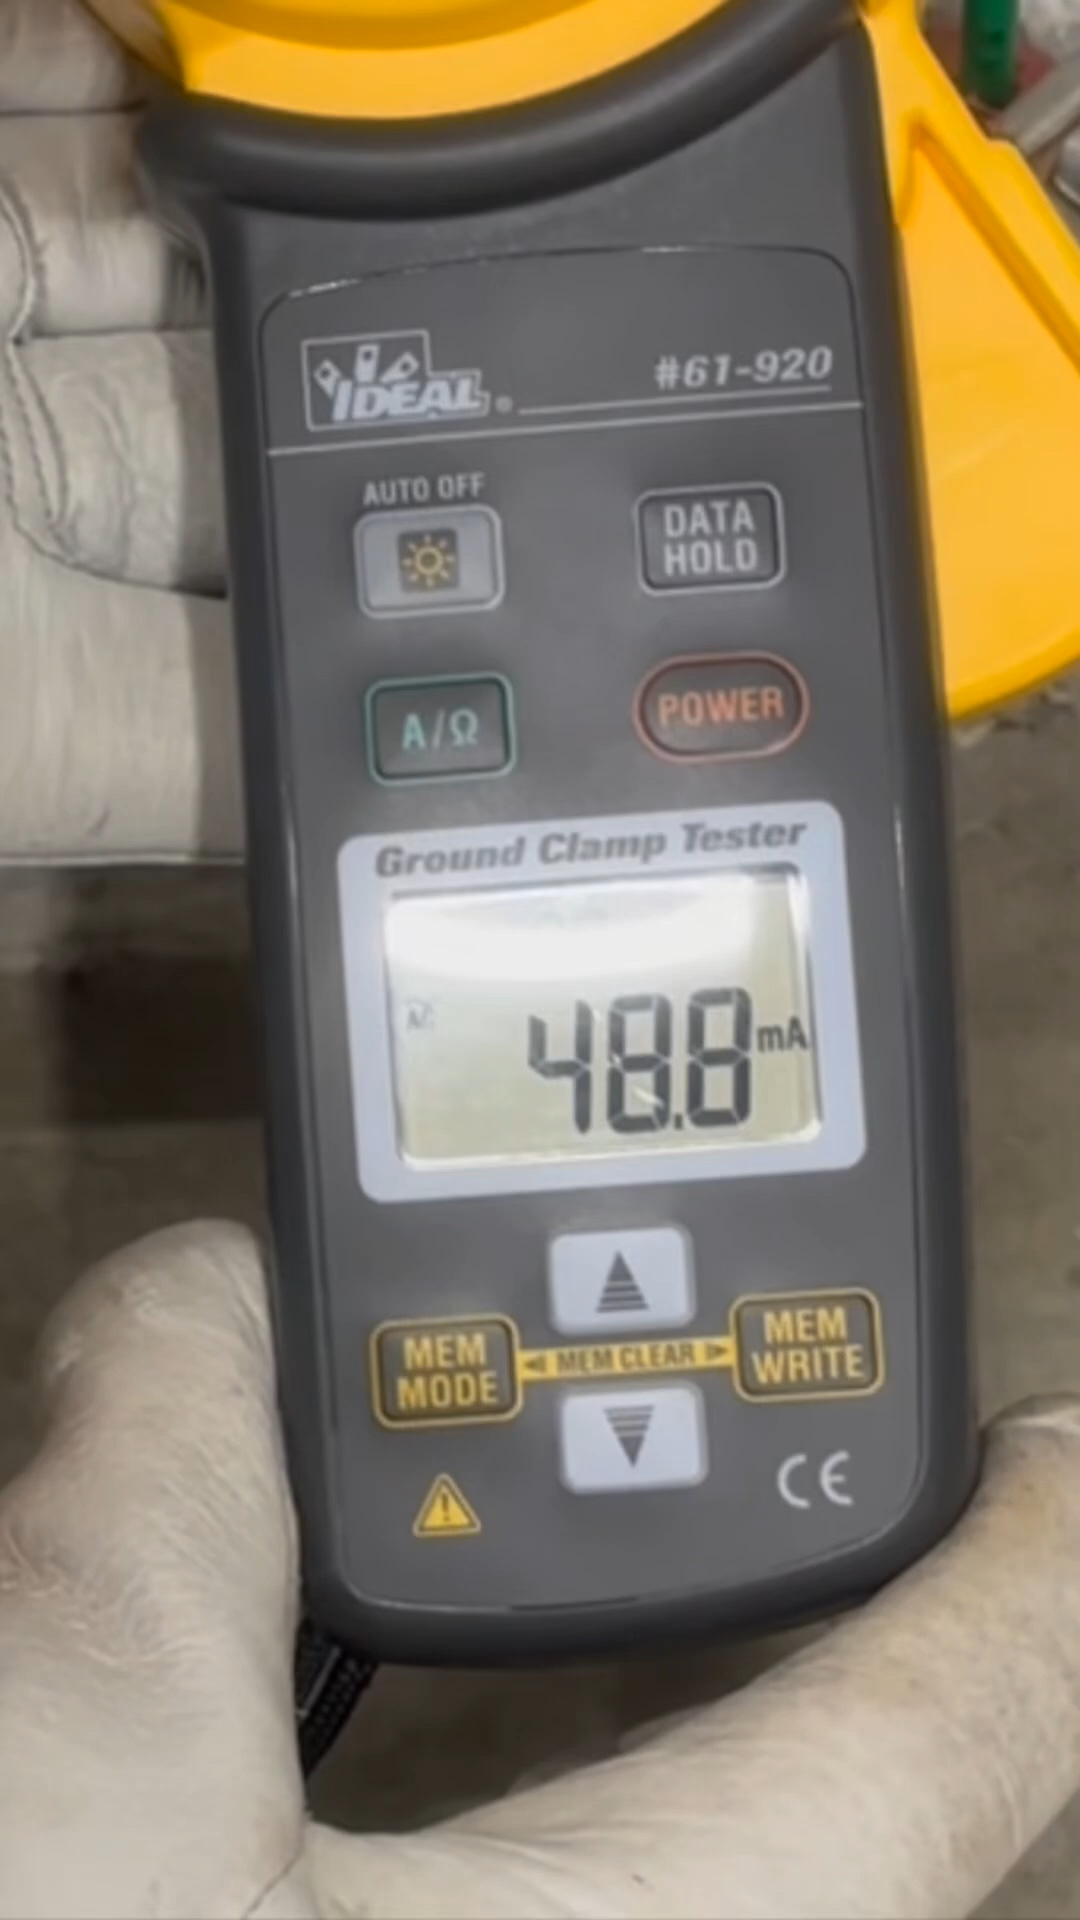 IDEAL®
#61-920
AUTO OFF
DATA
HOLD
A/Ω
POWER
Ground Clamp Tester
48.8 mA
MEM
MODE
MEM CLEAR
MEM
WRITE
CE